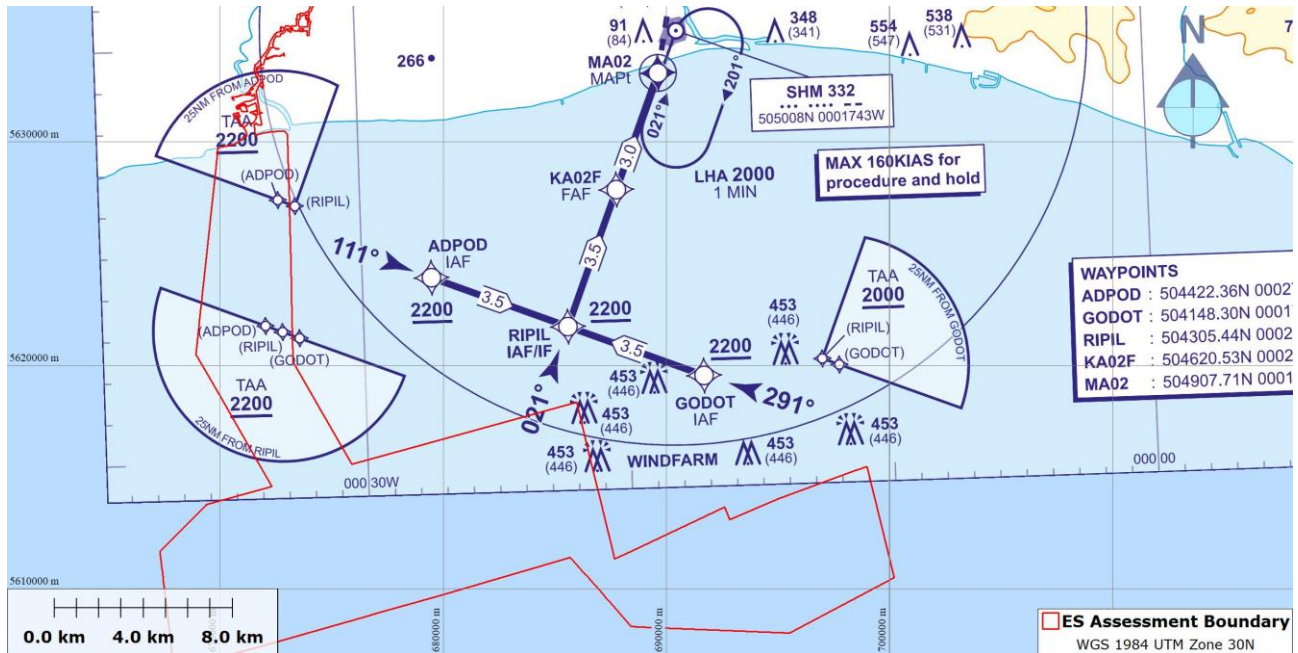 91
(84)
348
(341)
554
(547)
538
(531)
N
7
266
MA02
MAPt
201°
021°
SHM 332
505008N 0001743W
25NM FROM ADPOD
TAA
2200
5630000 m
(ADPOD)
(RIPIL)
3.0
KA02F
FAF
LHA 2000
1 MIN
MAX 160KIAS for
procedure and hold
111°
ADPOD
IAF
3.5
3.5
2200
2200
RIPIL
IAF/IF
3.5
2200
GODOT
IAF
291°
021°
453
(446)
TAA
2000
25NM FROM GODOT
(RIPIL)
(GODOT)
WAYPOINTS
ADPOD : 504422.36N 0002
GODOT : 504148.30N 0001
RIPIL : 504305.44N 0002
KA02F : 504620.53N 0002
MA02 : 504907.71N 0001
(ADPOD)
(RIPIL)
(GODOT)
TAA
2200
25NM FROM RIPIL
5620000 m
453
(446)
453
(446)
453
(446)
WINDFARM
453
(446)
453
(446)
000 30W
000 00
5610000 m
680000 m
690000 m
700000 m
0.0 km 4.0 km 8.0 km
ES Assessment Boundary
WGS 1984 UTM Zone 30N